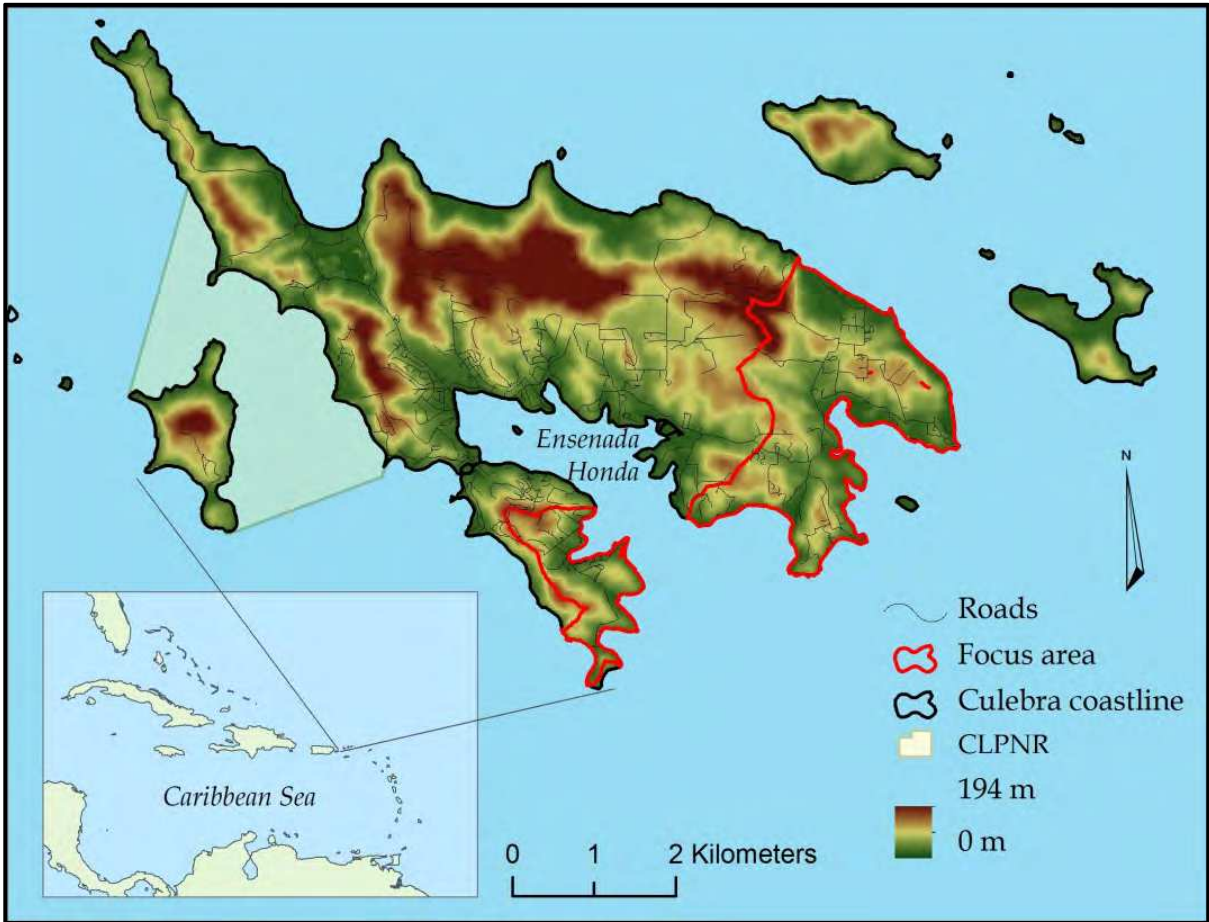 Ensenada
Honda
N
Roads
Focus area
Culebra coastline
CLPNR
194 m
0 m
Caribbean Sea
0 1 2 Kilometers